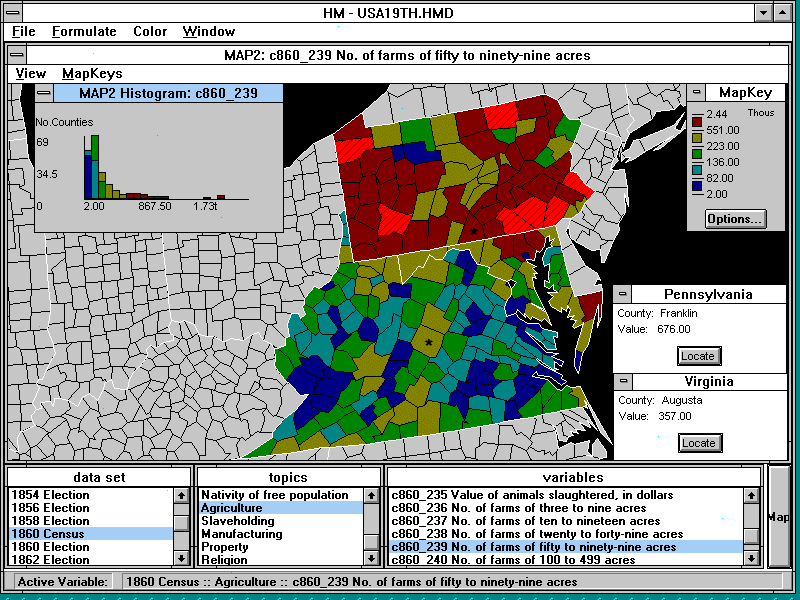 HM - USA19TH.HMD
File Formulate Color Window
MAP2: c860_239 No. of farms of fifty to ninety-nine acres
View MapKeys
MAP2 Histogram: c860_239
No.Counties
69
34.5
0
2.00 867.50 1.73t
MapKey
Thous
2.44
551.00
223.00
136.00
82.00
2.00
Options...
Pennsylvania
County: Franklin
Value: 676.00
Locate
Virginia
County: Augusta
Value: 357.00
Locate
data set
1854 Election
1856 Election
1858 Election
1860 Census
1860 Election
1862 Election
topics
Nativity of free population
Agriculture
Slaveholding
Manufacturing
Property
Religion
variables
c860_235 Value of animals slaughtered, in dollars
c860_236 No. of farms of three to nine acres
c860_237 No. of farms of ten to nineteen acres
c860_238 No. of farms of twenty to forty-nine acres
c860_239 No. of farms of fifty to ninety-nine acres
c860_240 No. of farms of 100 to 499 acres
Map
Active Variable: 1860 Census :: Agriculture :: c860_239 No. of farms of fifty to ninety-nine acres